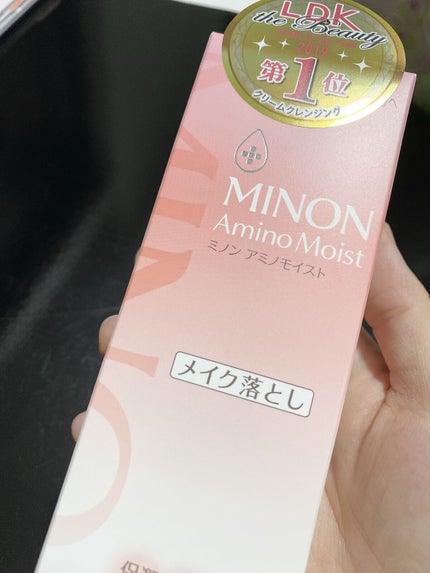 LDK
the Beauty
第1位
クリームクレンジング
MINON
MINON
Amino Moist
ミノン アミノモイスト
メイク落とし